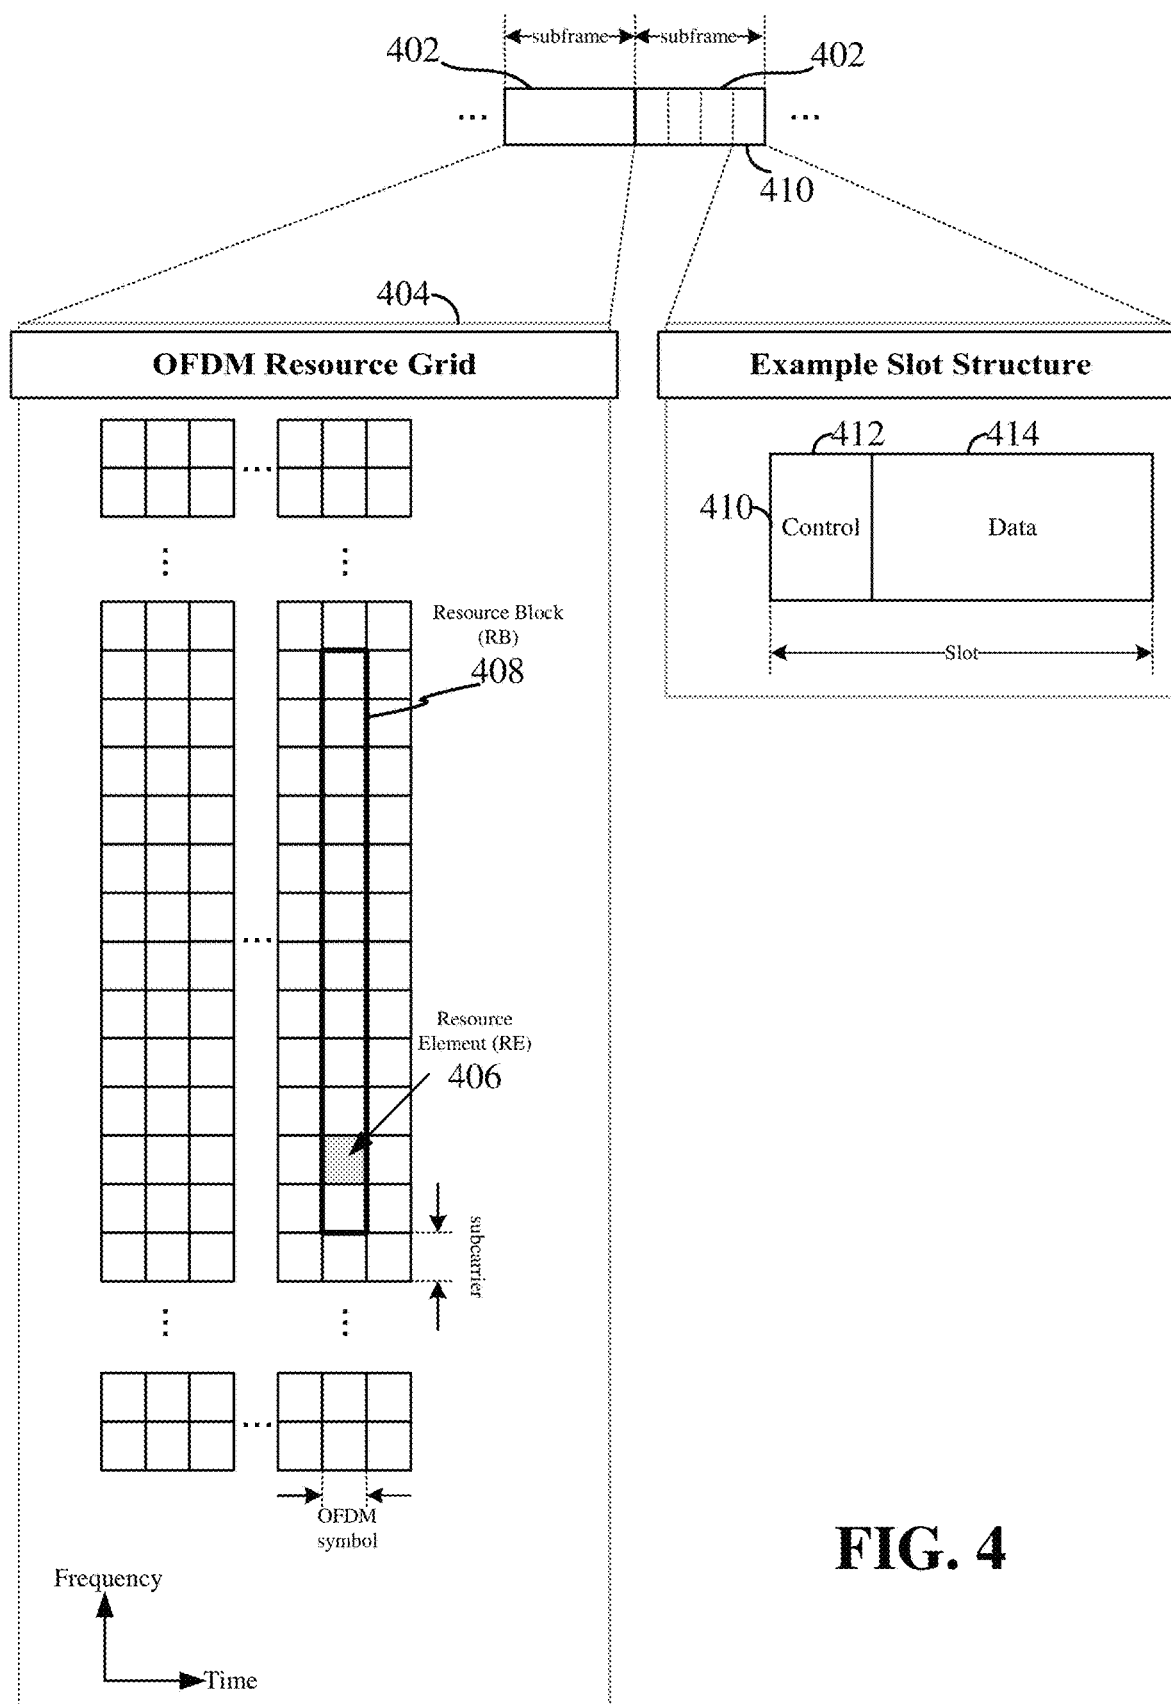 subframe subframe
402 402
... ...
410
404
OFDM Resource Grid
Example Slot Structure
412 414
410
Control Data
Slot
...
Resource Block
(RB)
408
...
Resource
Element (RE)
406
subcarrier
...
OFDM
symbol
Frequency
Time
FIG. 4